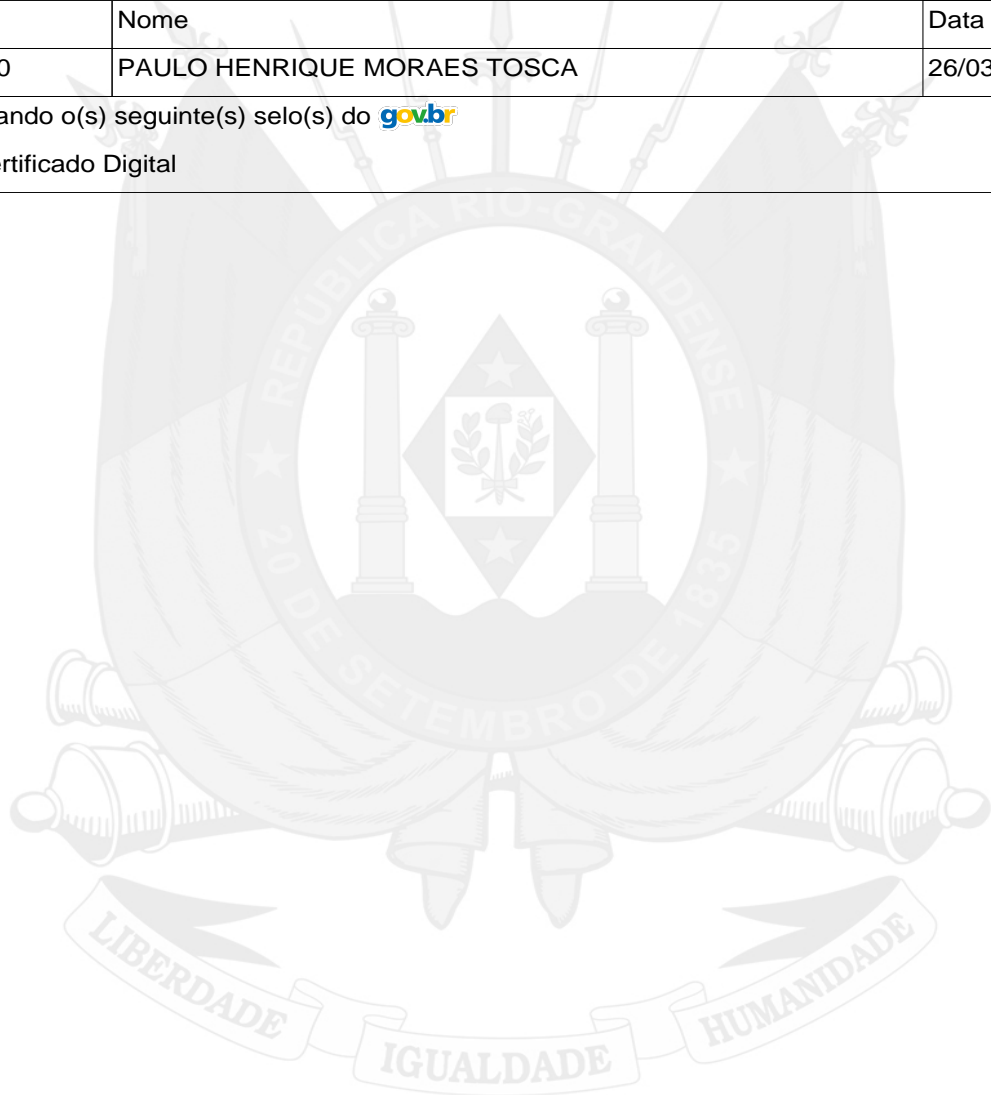 Nome Data
0 PAULO HENRIQUE MORAES TOSCA 26/03
ando o(s) seguinte(s) selo(s) do gov.br
rtificado Digital
REPÚBLICA RIO-GRANDENSE
20 DE SETEMBRO DE 1835
LIBERDADE
IGUALDADE
HUMANIDADE